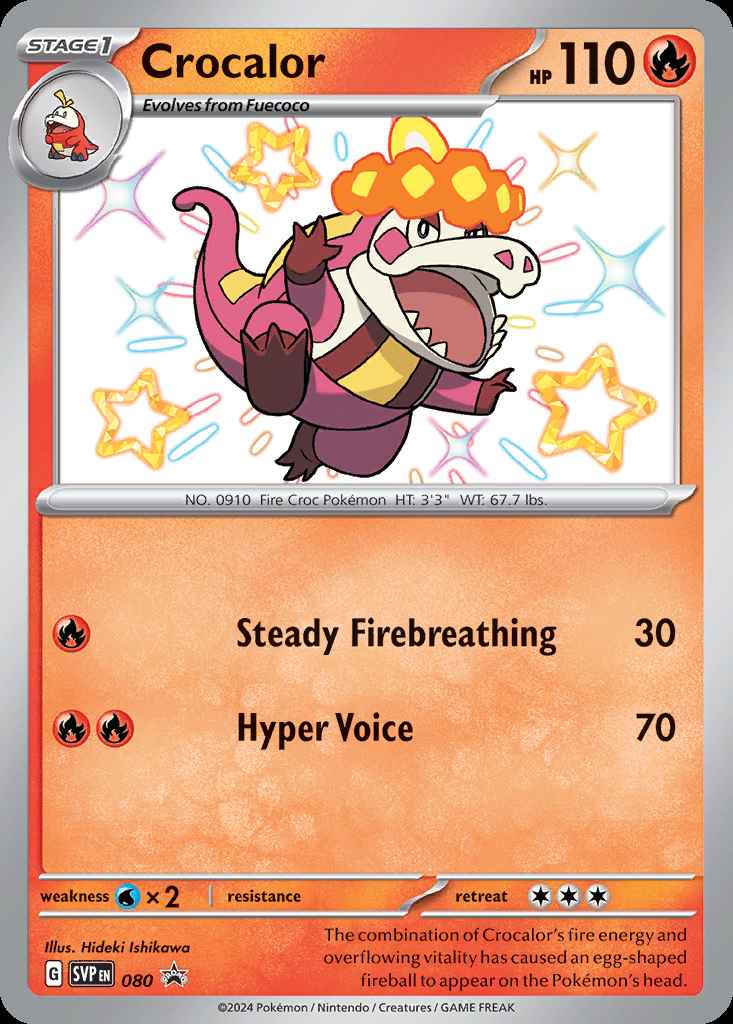 STAGE1
Crocalor
HP 110
Evolves from Fuecoco
NO. 0910 Fire Croc Pokémon HT: 3'3" WT: 67.7 lbs.
Steady Firebreathing 30
Hyper Voice 70
weakness ×2 resistance retreat
Illus. Hideki Ishikawa
The combination of Crocalor's fire energy and
overflowing vitality has caused an egg-shaped
fireball to appear on the Pokémon's head.
G SVP EN 080 PROMO
©2024 Pokémon / Nintendo / Creatures / GAME FREAK